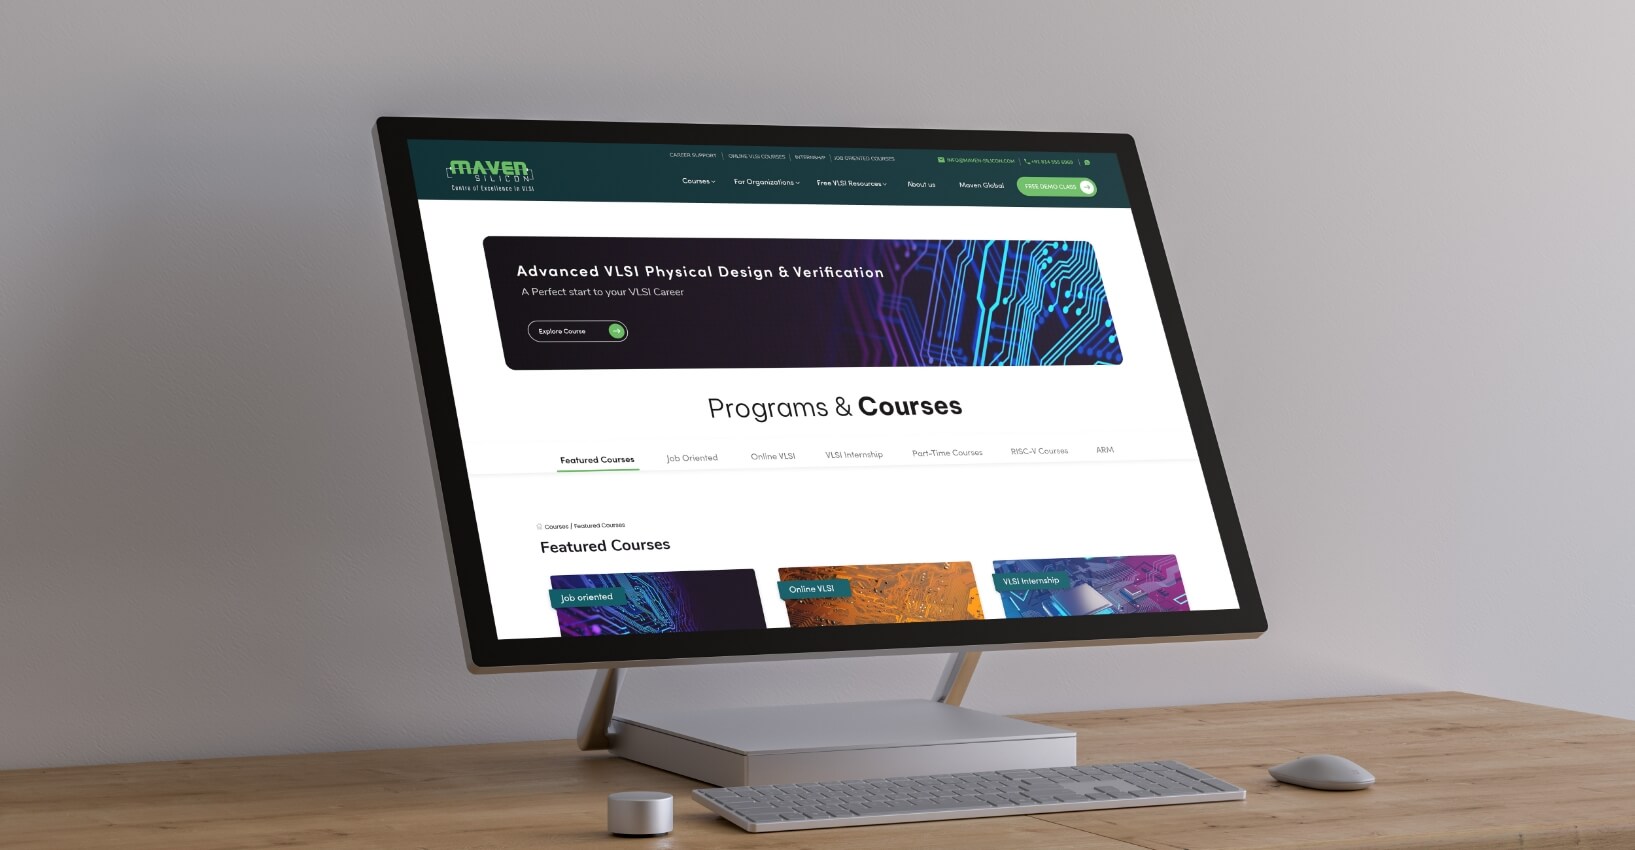 CAREER SUPPORT | ONLINE VLSI COURSES | INTERNSHIP | JOB ORIENTED COURSES
INFO@MAVEN-SILICON.COM
MAVEN
SILICON
Centre of Excellence in VLSI
Courses
For Organizations
Free VLSI Resources
About us
Maven Global
FREE DEMO CLASS
Advanced VLSI Physical Design & Verification
A Perfect start to your VLSI Career
Explore Course
Programs & Courses
Featured Courses
Job Oriented
Online VLSI
VLSI Internship
Part-Time Courses
RISC-V Courses
ARM
Courses / Featured Courses
Featured Courses
Job oriented
Online VLSI
VLSI Internship